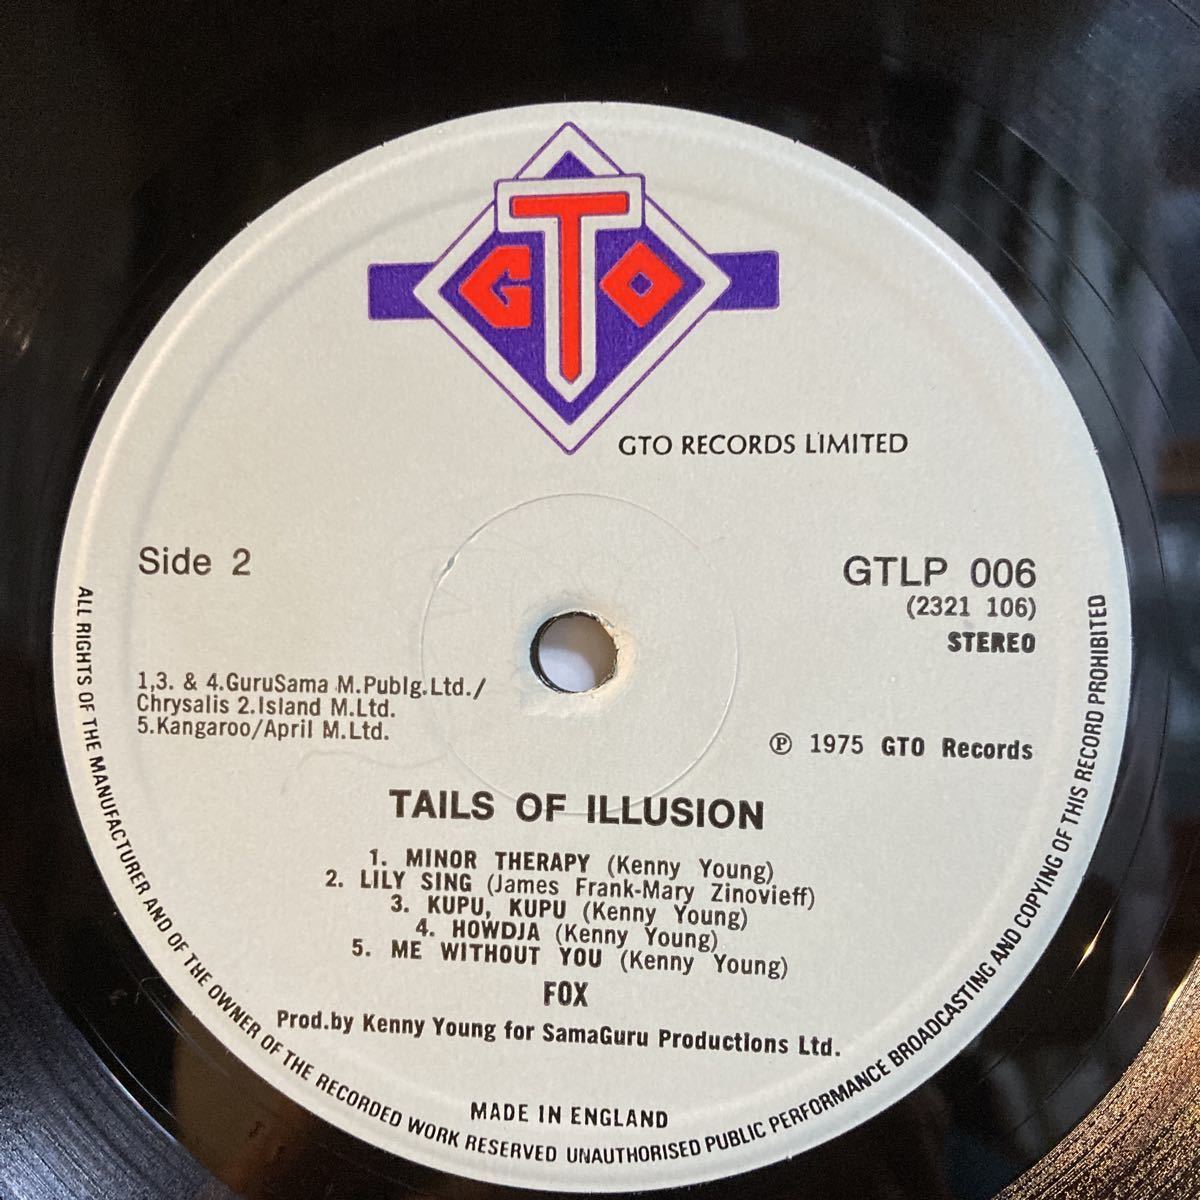 GTO
GTO RECORDS LIMITED
Side 2
GTLP 006
(2321 106)
STEREO
1,3. & 4.GuruSama M.Publg.Ltd./
Chrysalis 2.Island M.Ltd.
5.Kangaroo/April M.Ltd.
℗ 1975 GTO Records
TAILS OF ILLUSION
1. MINOR THERAPY (Kenny Young)
2. LILY SING (James Frank-Mary Zinovieff)
3. KUPU, KUPU (Kenny Young)
4. HOWDJA (Kenny Young)
5. ME WITHOUT YOU (Kenny Young)
FOX
Prod.by Kenny Young for SamaGuru Productions Ltd.
MADE IN ENGLAND
ALL RIGHTS OF THE MANUFACTURER AND OF THE OWNER OF THE RECORDED WORK RESERVED UNAUTHORISED PUBLIC PERFORMANCE BROADCASTING AND COPYING OF THIS RECORD PROHIBITED